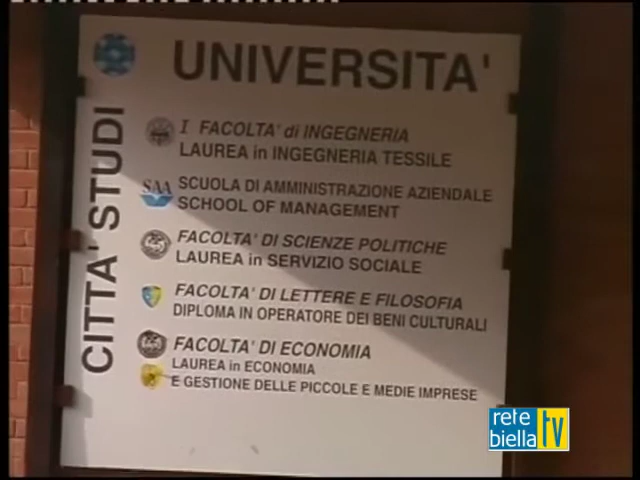 UNIVERSITA'
CITTA' STUDI
I FACOLTA' di INGEGNERIA
LAUREA in INGEGNERIA TESSILE
SAA
SCUOLA DI AMMINISTRAZIONE AZIENDALE
SCHOOL OF MANAGEMENT
FACOLTA' DI SCIENZE POLITICHE
LAUREA in SERVIZIO SOCIALE
FACOLTA' DI LETTERE E FILOSOFIA
DIPLOMA IN OPERATORE DEI BENI CULTURALI
FACOLTA' DI ECONOMIA
LAUREA in ECONOMIA
E GESTIONE DELLE PICCOLE E MEDIE IMPRESE
rete
biella tv